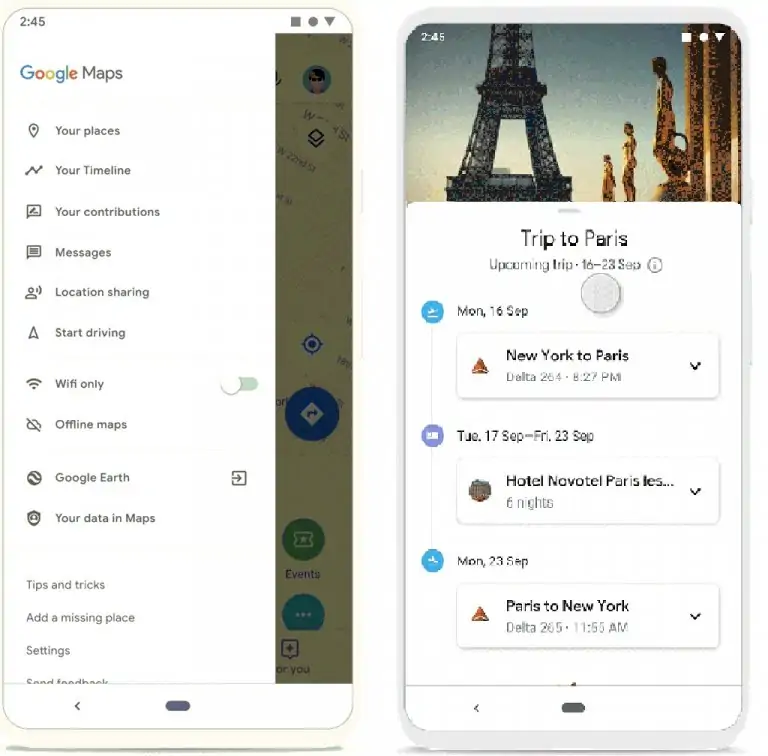 2:45
Google Maps
Your places
Your Timeline
Your contributions
Messages
Location sharing
Start driving
Wifi only
Offline maps
Google Earth
Your data in Maps
Tips and tricks
Add a missing place
Settings
Send feedback
W 22nd St
Events
or you
2:45
Trip to Paris
Upcoming trip · 16–23 Sep
Mon, 16 Sep
New York to Paris
Delta 264 · 8:27 PM
Tue, 17 Sep–Fri, 23 Sep
Hotel Novotel Paris les...
6 nights
Mon, 23 Sep
Paris to New York
Delta 265 · 11:55 AM